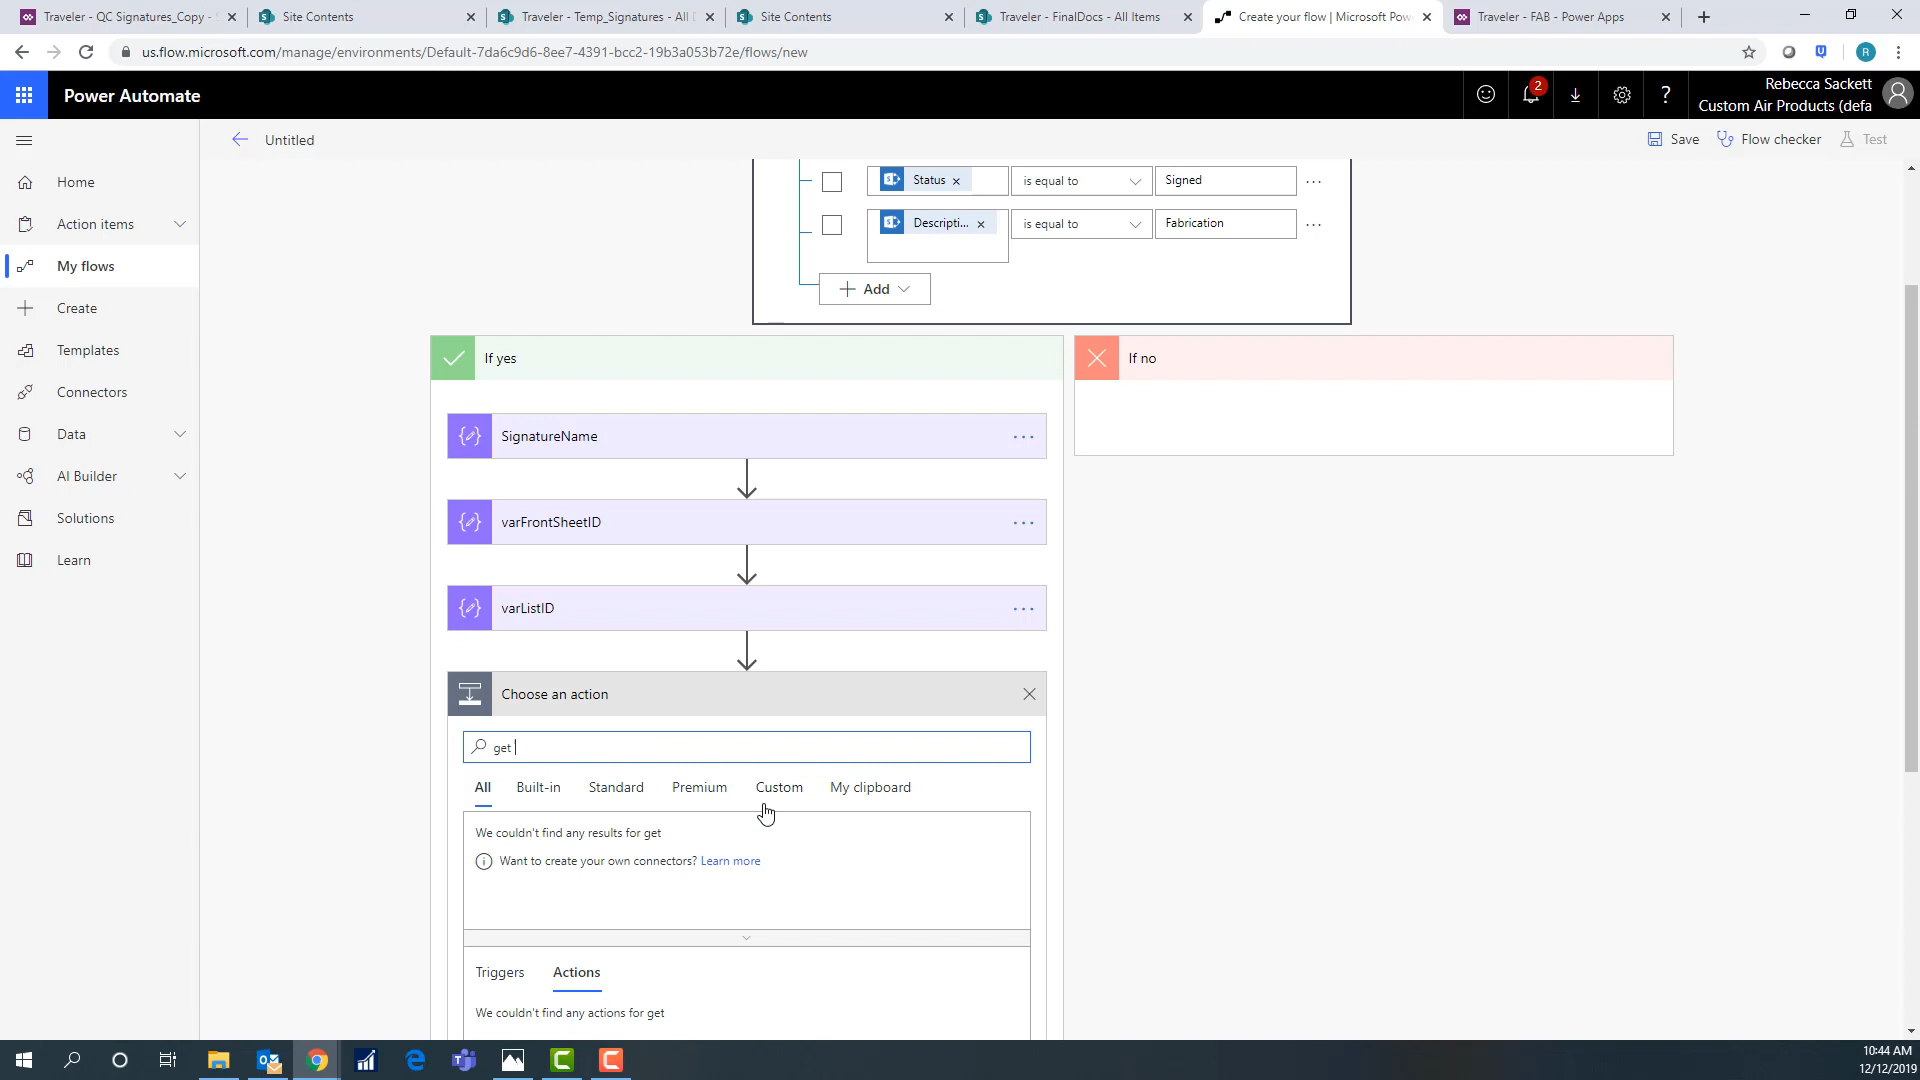 Traveler - QC Signatures_Copy -
Site Contents
Traveler - Temp_Signatures - All
Site Contents
Traveler - FinalDocs - All Items
Create your flow | Microsoft Pow
Traveler - FAB - Power Apps
us.flow.microsoft.com/manage/environments/Default-7da6c9d6-8ee7-4391-bcc2-19b3a053b72e/flows/new
R
Power Automate
2
?
Rebecca Sackett
Custom Air Products (defa
Untitled
Save
Flow checker
Test
Home
Action items
My flows
Create
Templates
Connectors
Data
AI Builder
Solutions
Learn
Status is equal to Signed
Descripti... is equal to Fabrication
Add
If yes
If no
SignatureName
varFrontSheetID
varListID
Choose an action
get
All Built-in Standard Premium Custom My clipboard
We couldn't find any results for get
Want to create your own connectors? Learn more
Triggers Actions
We couldn't find any actions for get
10:44 AM
12/12/2019